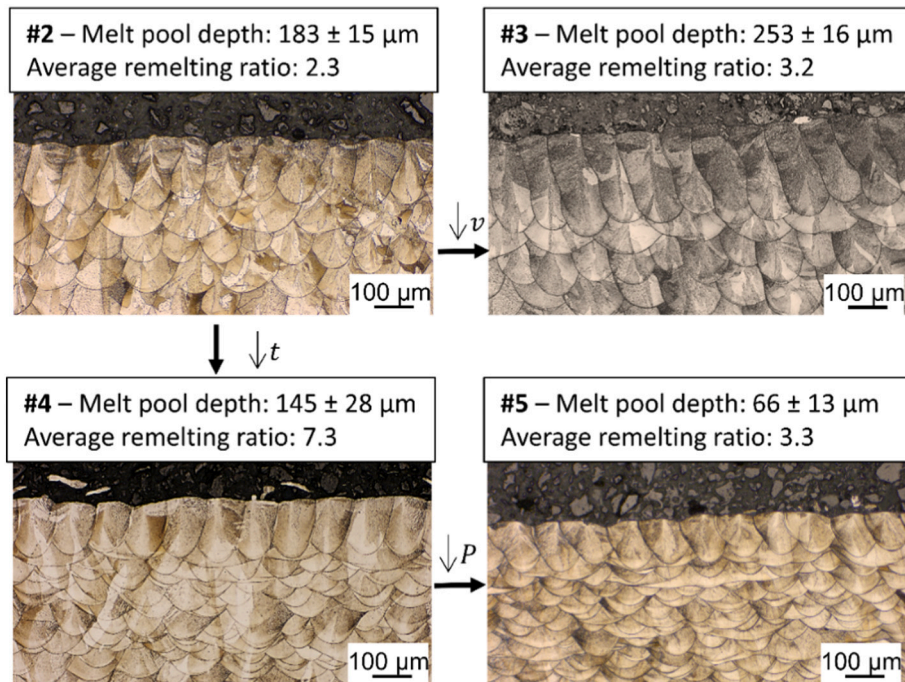 #2 – Melt pool depth: 183 ± 15 µm
Average remelting ratio: 2.3
#3 – Melt pool depth: 253 ± 16 µm
Average remelting ratio: 3.2
↓v
100 µm
100 µm
↓t
#4 – Melt pool depth: 145 ± 28 µm
Average remelting ratio: 7.3
#5 – Melt pool depth: 66 ± 13 µm
Average remelting ratio: 3.3
↓P
100 µm
100 µm